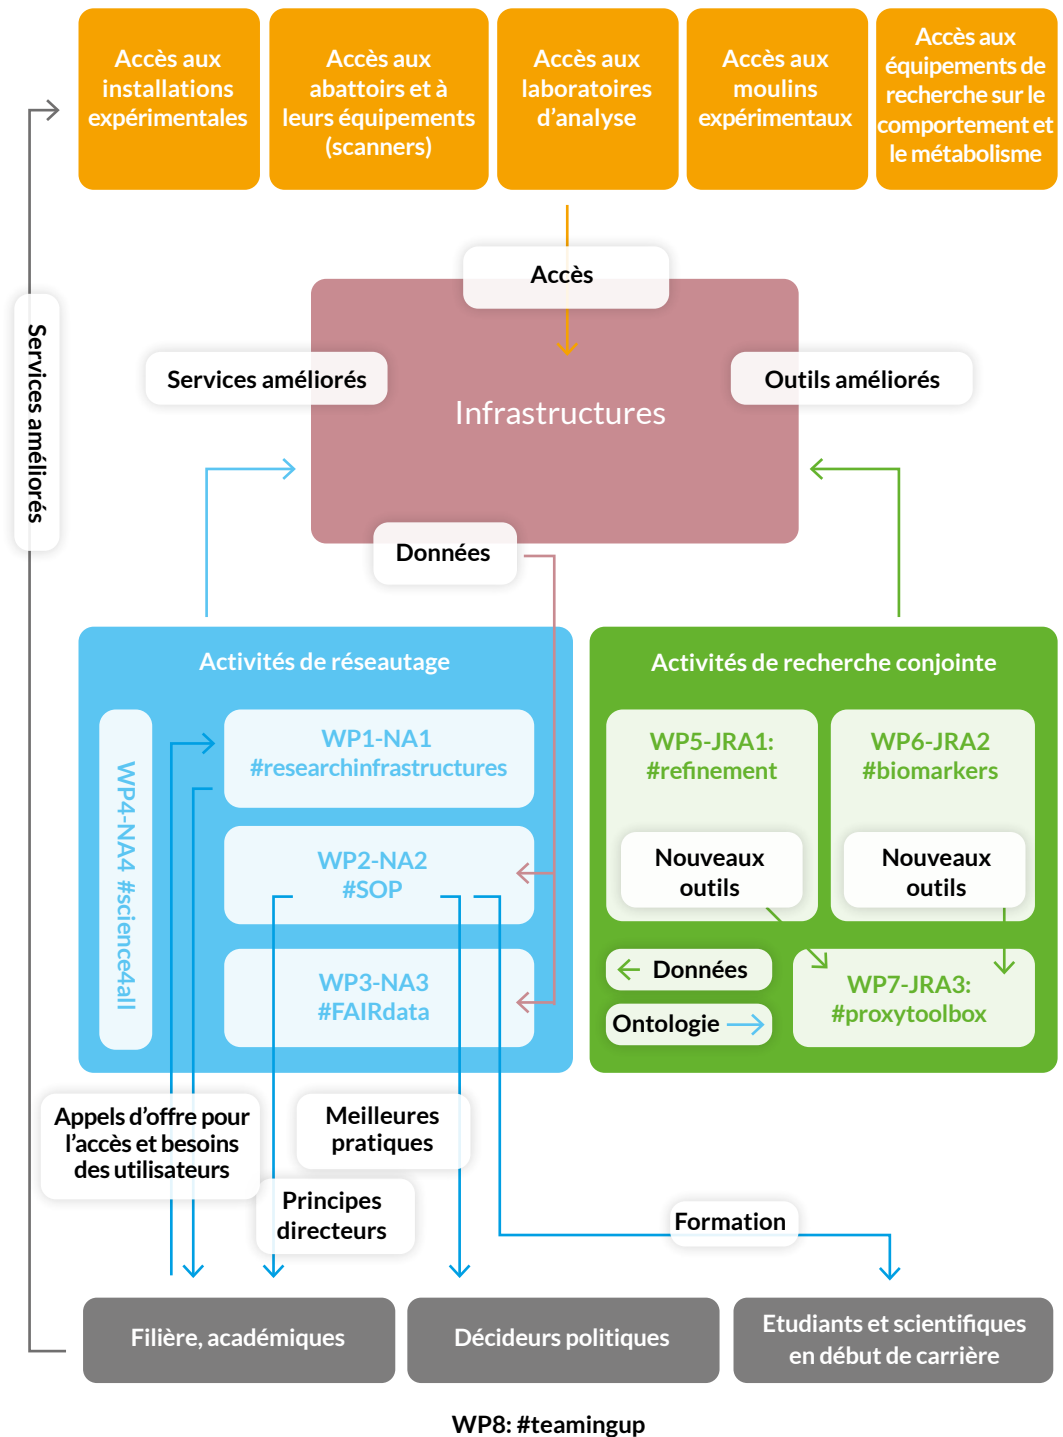 Accès aux
installations
expérimentales
Accès aux
abattoirs et à
leurs équipements
(scanners)
Accès aux
laboratoires
d'analyse
Accès aux
moulins
expérimentaux
Accès aux
équipements de
recherche sur le
comportement et
le métabolisme
Accès
Services améliorés
Services améliorés
Outils améliorés
Infrastructures
Données
Activités de réseautage
WP4-NA4 #science4all
WP1-NA1
#researchinfrastructures
WP2-NA2
#SOP
WP3-NA3
#FAIRdata
Activités de recherche conjointe
WP5-JRA1:
#refinement
WP6-JRA2
#biomarkers
Nouveaux
outils
Nouveaux
outils
Données
Ontologie
WP7-JRA3:
#proxytoolbox
Appels d'offre pour
l'accès et besoins
des utilisateurs
Meilleures
pratiques
Principes
directeurs
Formation
Filière, académiques
Décideurs politiques
Etudiants et scientifiques
en début de carrière
WP8: #teamingup